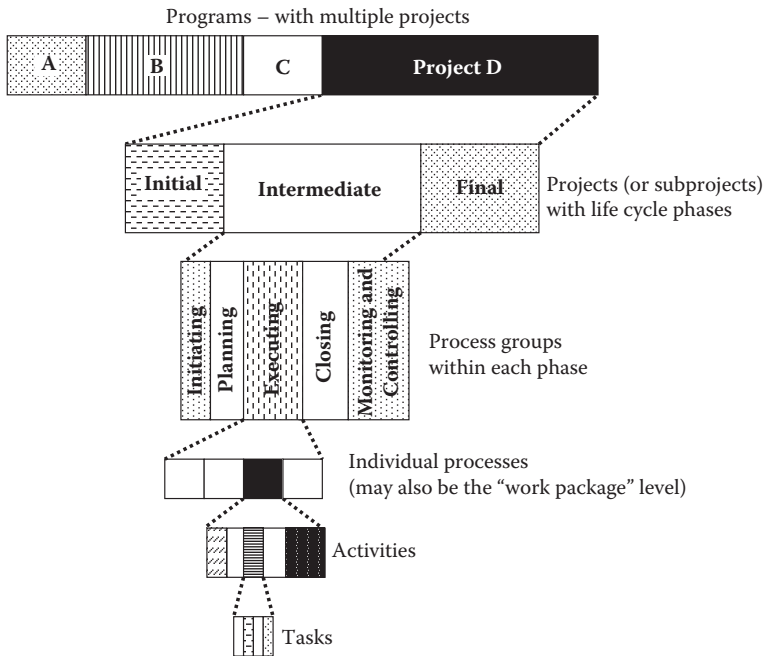 Programs – with multiple projects
A
B
C
Project D
Initial
Intermediate
Final
Projects (or subprojects)
with life cycle phases
Initiating
Planning
Executing
Closing
Monitoring and
Controlling
Process groups
within each phase
Individual processes
(may also be the “work package” level)
Activities
Tasks